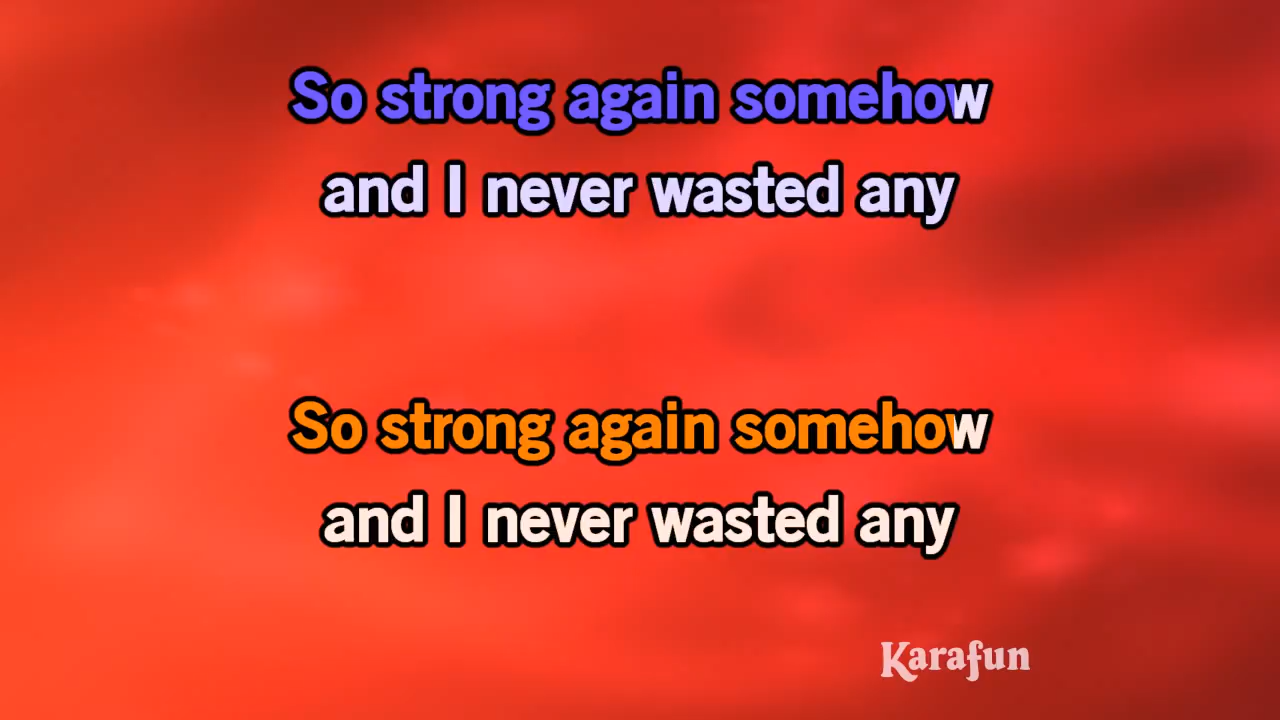 So strong again somehow
and I never wasted any
So strong again somehow
and I never wasted any
Karafun